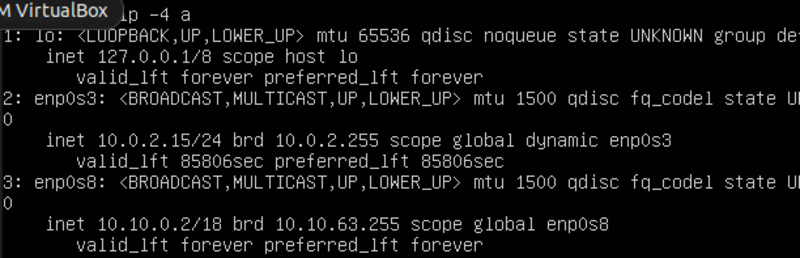 M VirtualBox
ip -4 a
1: lo: <LOOPBACK,UP,LOWER_UP> mtu 65536 qdisc noqueue state UNKNOWN group
inet 127.0.0.1/8 scope host lo
valid_lft forever preferred_lft forever
2: enp0s3: <BROADCAST,MULTICAST,UP,LOWER_UP> mtu 1500 qdisc fq_codel state
0
inet 10.0.2.15/24 brd 10.0.2.255 scope global dynamic enp0s3
valid_lft 85806sec preferred_lft 85806sec
3: enp0s8: <BROADCAST,MULTICAST,UP,LOWER_UP> mtu 1500 qdisc fq_codel state
0
inet 10.10.0.2/18 brd 10.10.63.255 scope global enp0s8
valid_lft forever preferred_lft forever